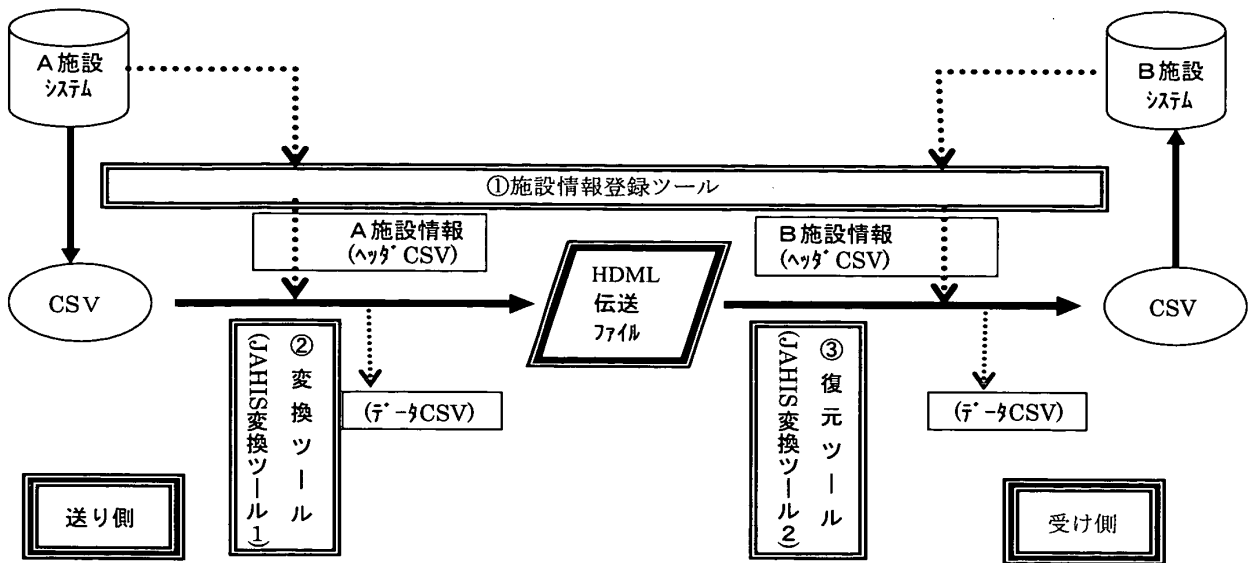 A施設
ｼｽﾃﾑ
B施設
ｼｽﾃﾑ
①施設情報登録ツール
A施設情報
(ﾍｯﾀﾞCSV)
B施設情報
(ﾍｯﾀﾞCSV)
CSV
HDML
伝送
ﾌｧｲﾙ
CSV
②変換ツール
(JAHIS変換ツール1)
(ﾃﾞｰﾀCSV)
③復元ツール
(JAHIS変換ツール2)
(ﾃﾞｰﾀCSV)
送り側
受け側